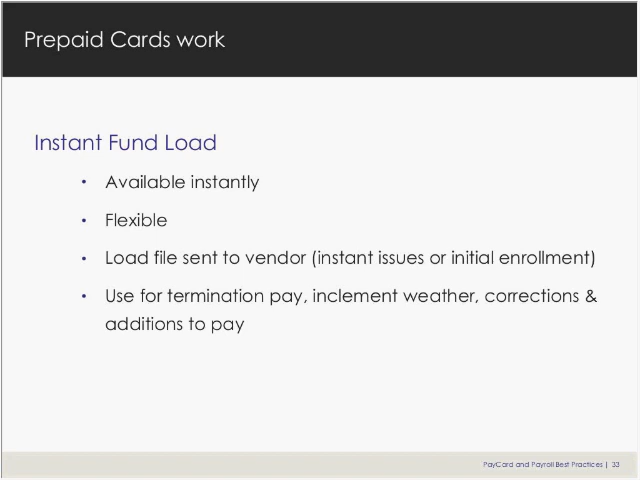 Prepaid Cards work
Instant Fund Load
• Available instantly
• Flexible
• Load file sent to vendor (instant issues or initial enrollment)
• Use for termination pay, inclement weather, corrections &
additions to pay
PayCard and Payroll Best Practices | 33